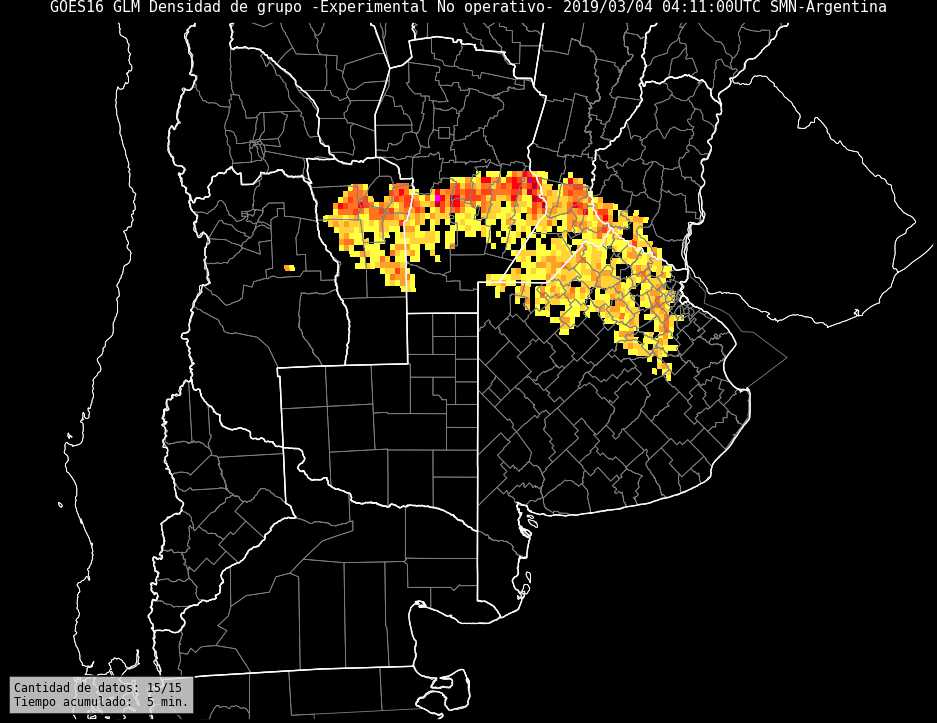 GOES16 GLM Densidad de grupo -Experimental No operativo- 2019/03/04 04:11:00UTC SMN-Argentina
Cantidad de datos: 15/15
Tiempo acumulado:  5 min.